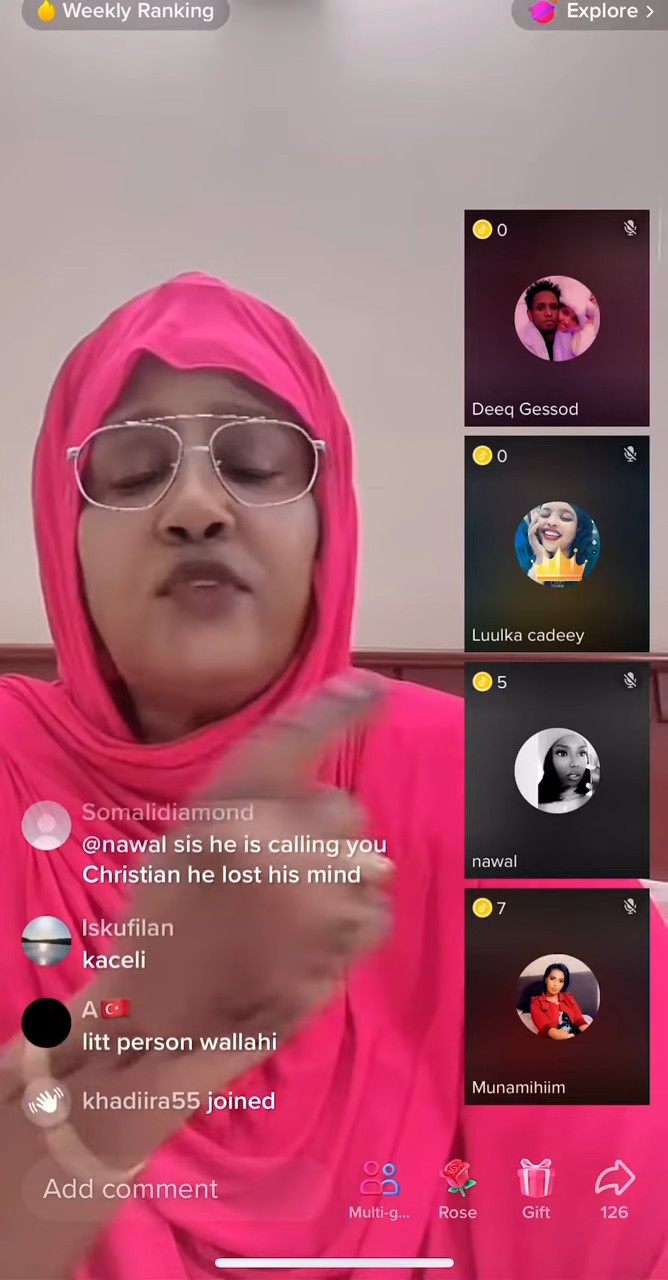 Weekly Ranking
Explore >
0
Deeq Gessod
0
Luulka cadeey
5
nawal
7
Munamihiim
Somalidiamond
@nawal sis he is calling you
Christian he lost his mind
Iskufilan
kaceli
A🇹🇷
litt person wallahi
khadiira55 joined
Add comment
Multi-g...
Rose
Gift
126